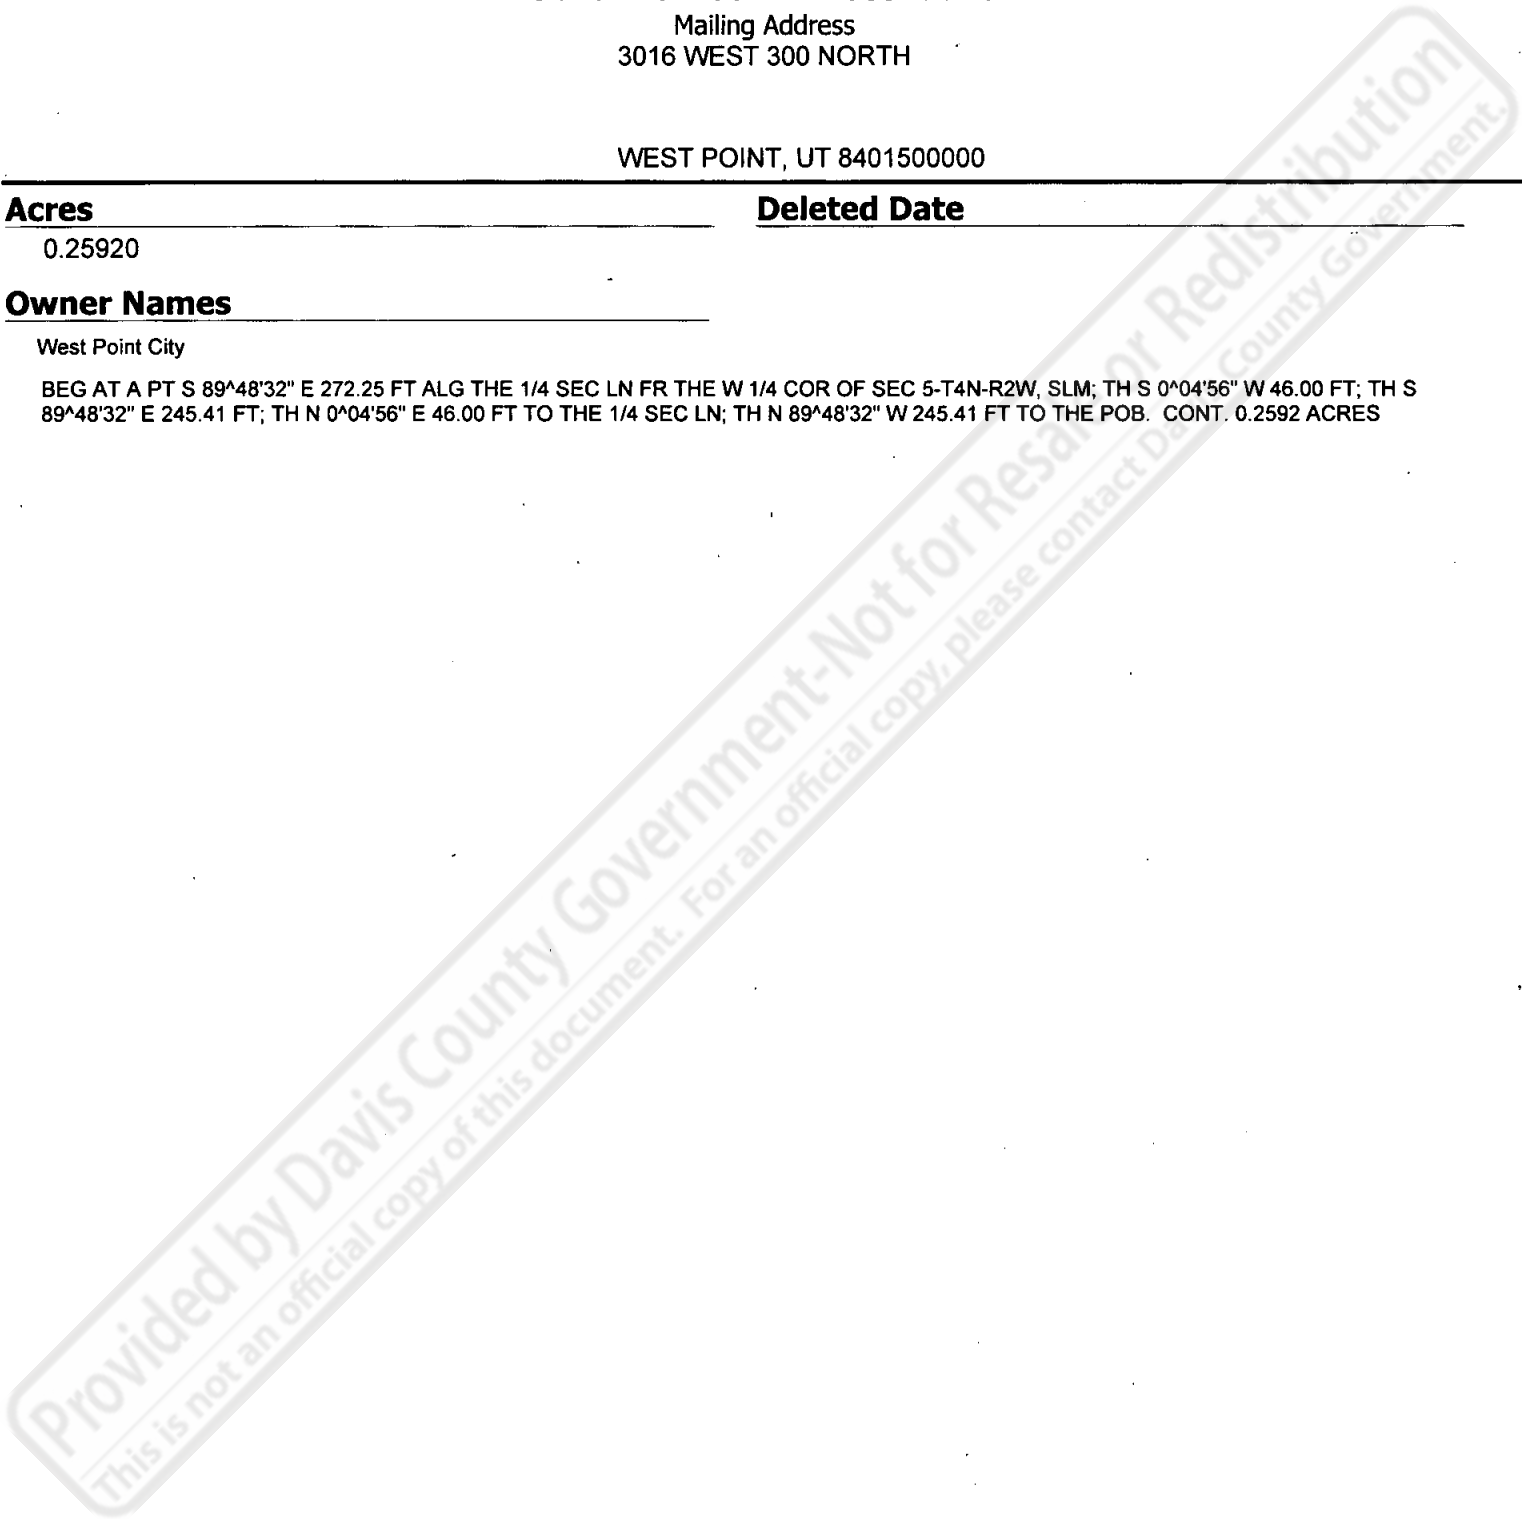 Mailing Address
3016 WEST 300 NORTH
WEST POINT, UT 8401500000
Acres
Deleted Date
0.25920
Owner Names
West Point City
BEG AT A PT S 89^48'32" E 272.25 FT ALG THE 1/4 SEC LN FR THE W 1/4 COR OF SEC 5-T4N-R2W, SLM; TH S 0^04'56" W 46.00 FT; TH S
89^48'32" E 245.41 FT; TH N 0^04'56" E 46.00 FT TO THE 1/4 SEC LN; TH N 89^48'32" W 245.41 FT TO THE POB. CONT. 0.2592 ACRES
Provided by Davis County Government-Not for Resale or Redistribution
This is not an official copy of this document. For an official copy, please contact Davis County Government.